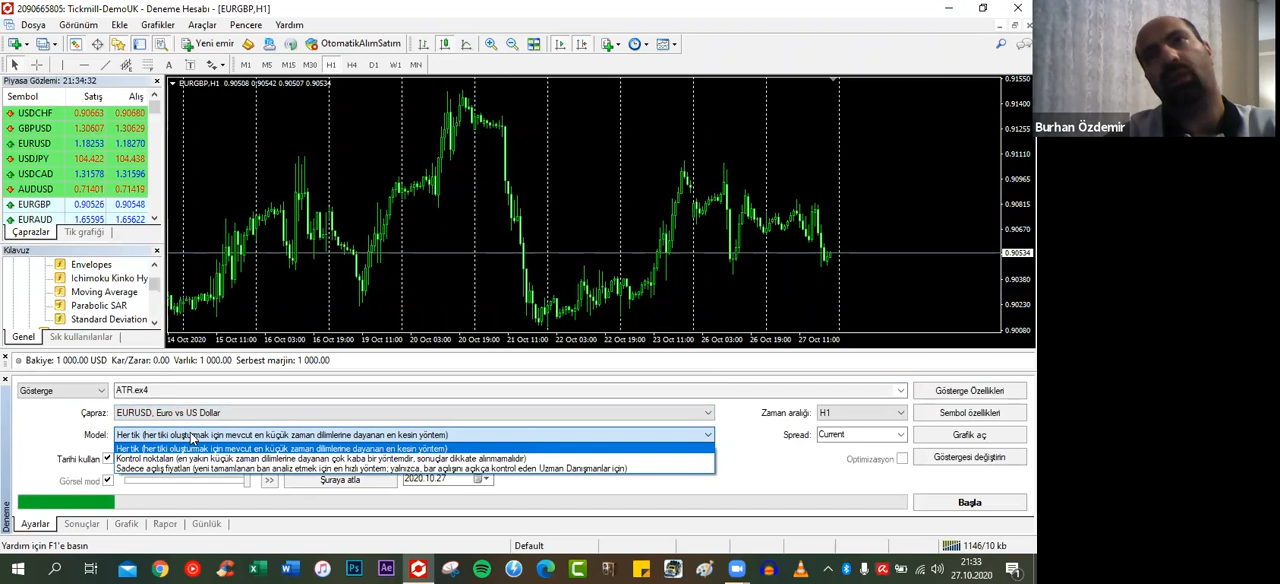 2090665805: Tickmill-DemoUK - Deneme Hesabı - [EURGBP,H1]
Dosya Görünüm Ekle Grafikler Araçlar Pencere Yardım
Yeni emir OtomatikAlımSatım
M1 M5 M15 M30 H1 H4 D1 W1 MN
Piyasa Gözlemi: 21:34:32
Sembol Satış Alış
USDCHF 0.90663 0.90680
GBPUSD 1.30607 1.30629
EURUSD 1.18253 1.18270
USDJPY 104.422 104.438
USDCAD 1.31578 1.31596
AUDUSD 0.71401 0.71419
EURGBP 0.90526 0.90548
EURAUD 1.65595 1.65622
Çaprazlar Tik grafiği
Kılavuz
Envelopes
Ichimoku Kinko Hy
Moving Average
Parabolic SAR
Standard Deviation
Genel Sık kullanılanlar
EURGBP,H1 0.90508 0.90542 0.90507 0.90534
0.91550
0.91400
0.91255
0.91110
0.90965
0.90815
0.90670
0.90534
0.90380
0.90230
0.90080
14 Oct 2020 15 Oct 11:00 16 Oct 03:00 16 Oct 19:00 19 Oct 11:00 20 Oct 03:00 20 Oct 19:00 21 Oct 11:00 22 Oct 03:00 22 Oct 19:00 23 Oct 11:00 26 Oct 03:00 26 Oct 19:00 27 Oct 11:00
Burhan Özdemir
Bakiye: 1 000.00 USD Kar/Zarar: 0.00 Varlık: 1 000.00 Serbest marjin: 1 000.00
Gösterge ATR.ex4 Gösterge Özellikleri
Çapraz: EURUSD, Euro vs US Dollar Zaman aralığı: H1 Sembol özellikleri
Model: Her tik (her tiki oluşturmak için mevcut en küçük zaman dilimlerine dayanan en kesin yöntem) Spread: Current Grafik aç
Her tik (her tiki oluşturmak için mevcut en küçük zaman dilimlerine dayanan en kesin yöntem)
Tarihi kullan Kontrol noktaları (en yakın küçük zaman dilimlerine dayanan çok kaba bir yöntemdir, sonuçlar dikkate alınmamalıdır) Optimizasyon Göstergesi değiştirin
Sadece açılış fiyatları (yeni tamamlanan barı analiz etmek için en hızlı yöntem; yalnızca, bar açılışını açıkça kontrol eden Uzman Danışmanlar için)
Görsel mod >> Şuraya atla 2020.10.27
Başla
Deneme
Ayarlar Sonuçlar Grafik Rapor Günlük
Yardım için F1'e basın Default 1146/10 kb
21:33
27.10.2020